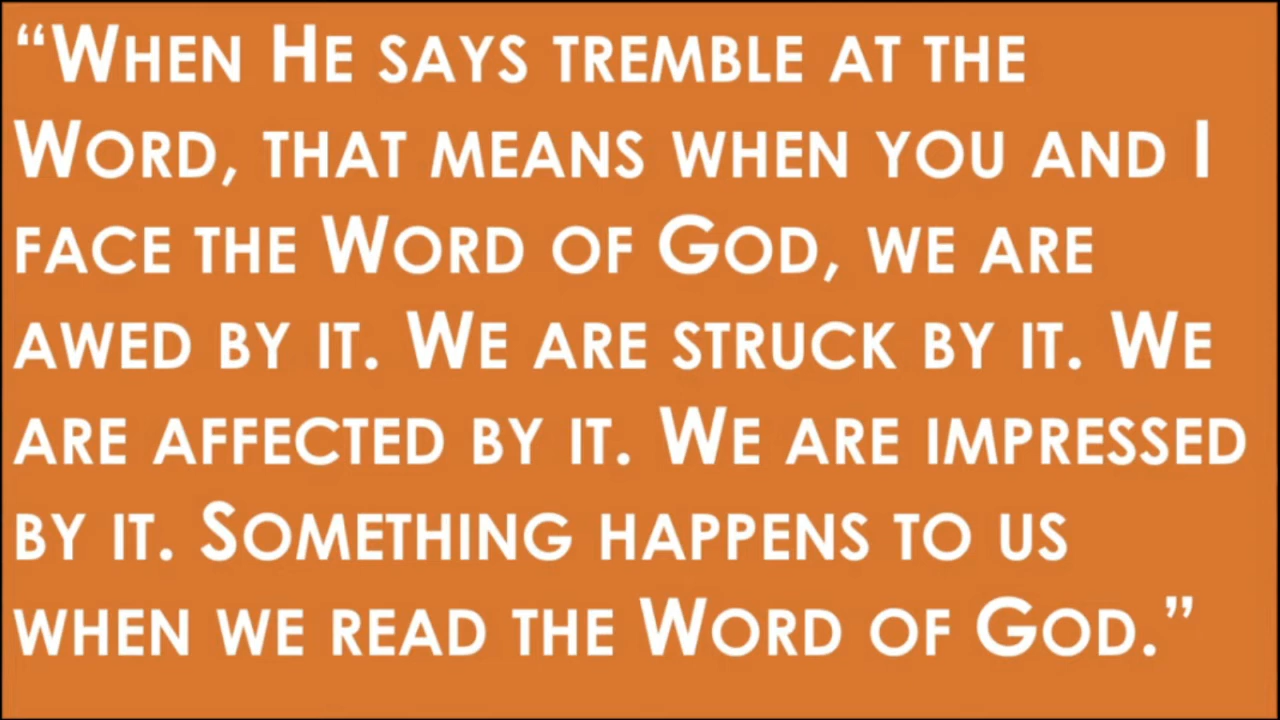 “When He says tremble at the
Word, that means when you and I
face the Word of God, we are
awed by it. We are struck by it. We
are affected by it. We are impressed
by it. Something happens to us
when we read the Word of God.”